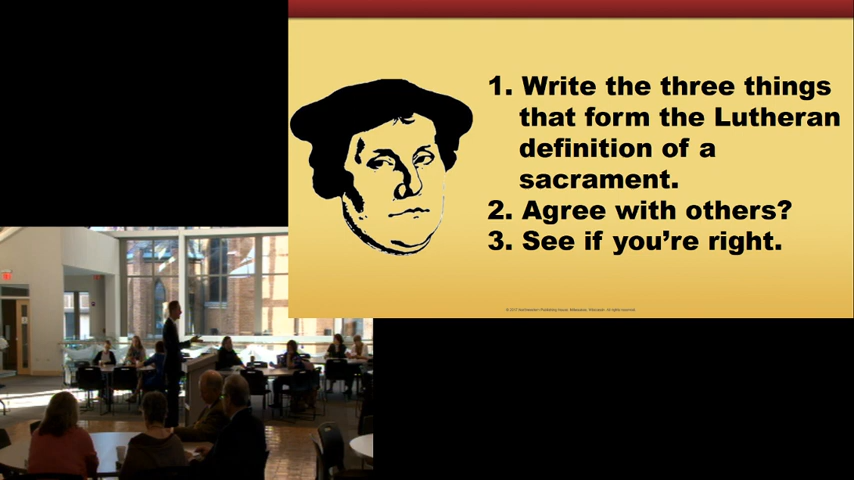 1. Write the three things
that form the Lutheran
definition of a
sacrament.
2. Agree with others?
3. See if you're right.